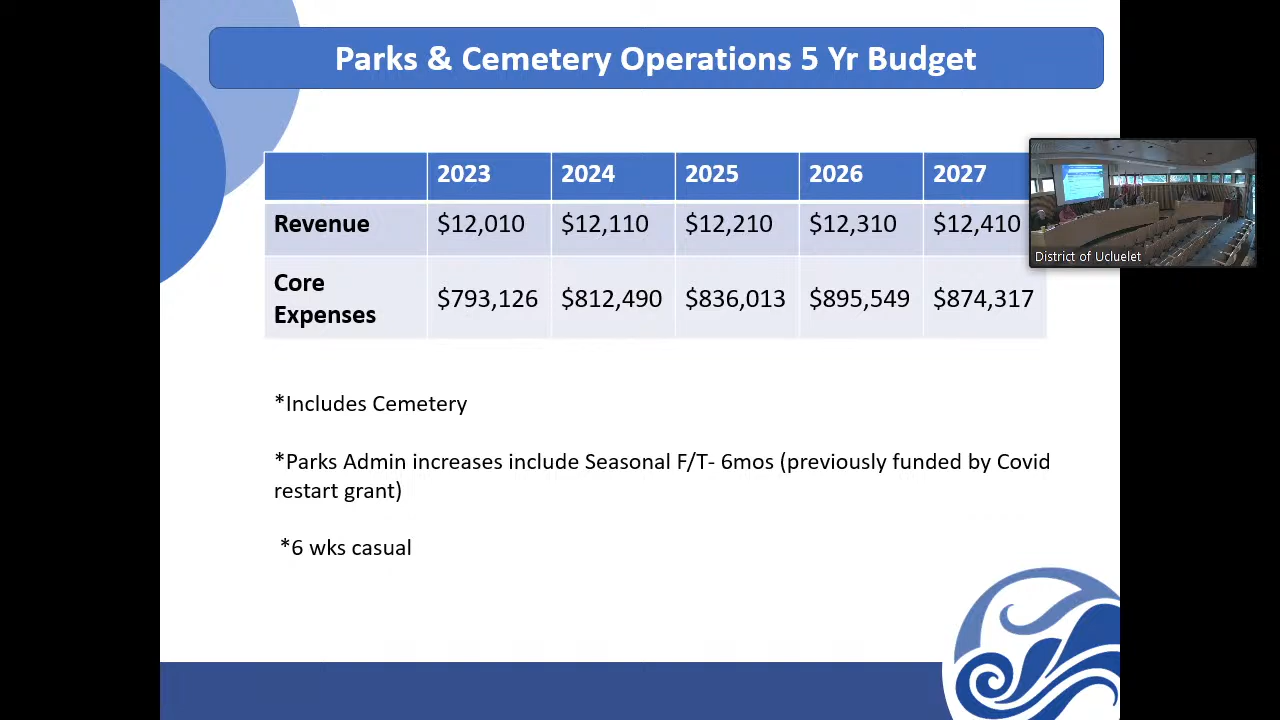 Parks & Cemetery Operations 5 Yr Budget
2023 2024 2025 2026 2027
Revenue $12,010 $12,110 $12,210 $12,310 $12,410
Core
Expenses $793,126 $812,490 $836,013 $895,549 $874,317
District of Ucluelet
*Includes Cemetery
*Parks Admin increases include Seasonal F/T- 6mos (previously funded by Covid
restart grant)
*6 wks casual